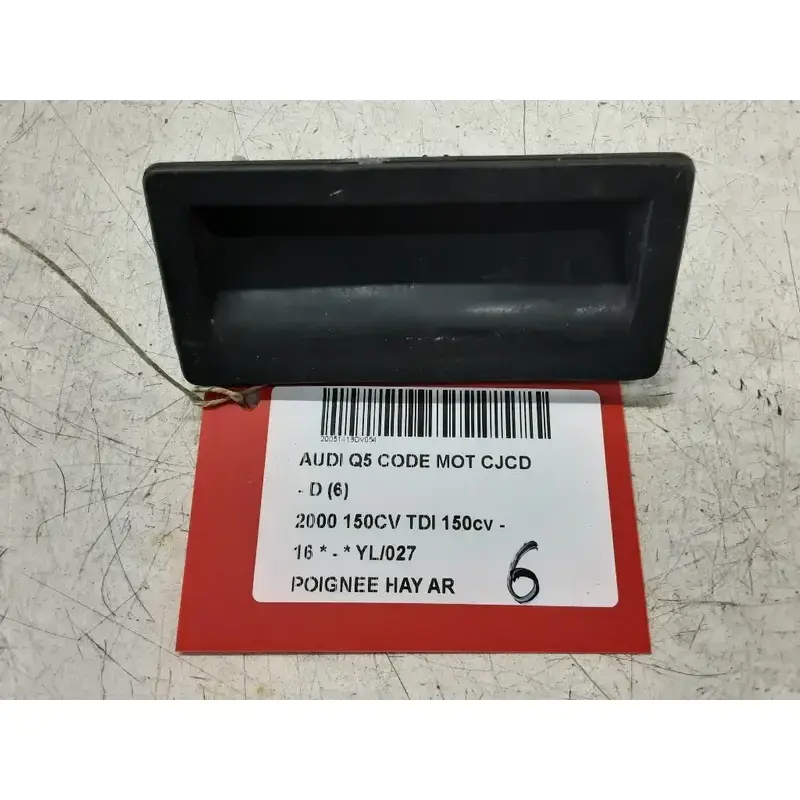 AUDI Q5 CODE MOT CJCD
- D (6)
2000 150CV TDI 150cv -
16 * - * YL/027
POIGNEE HAY AR
6